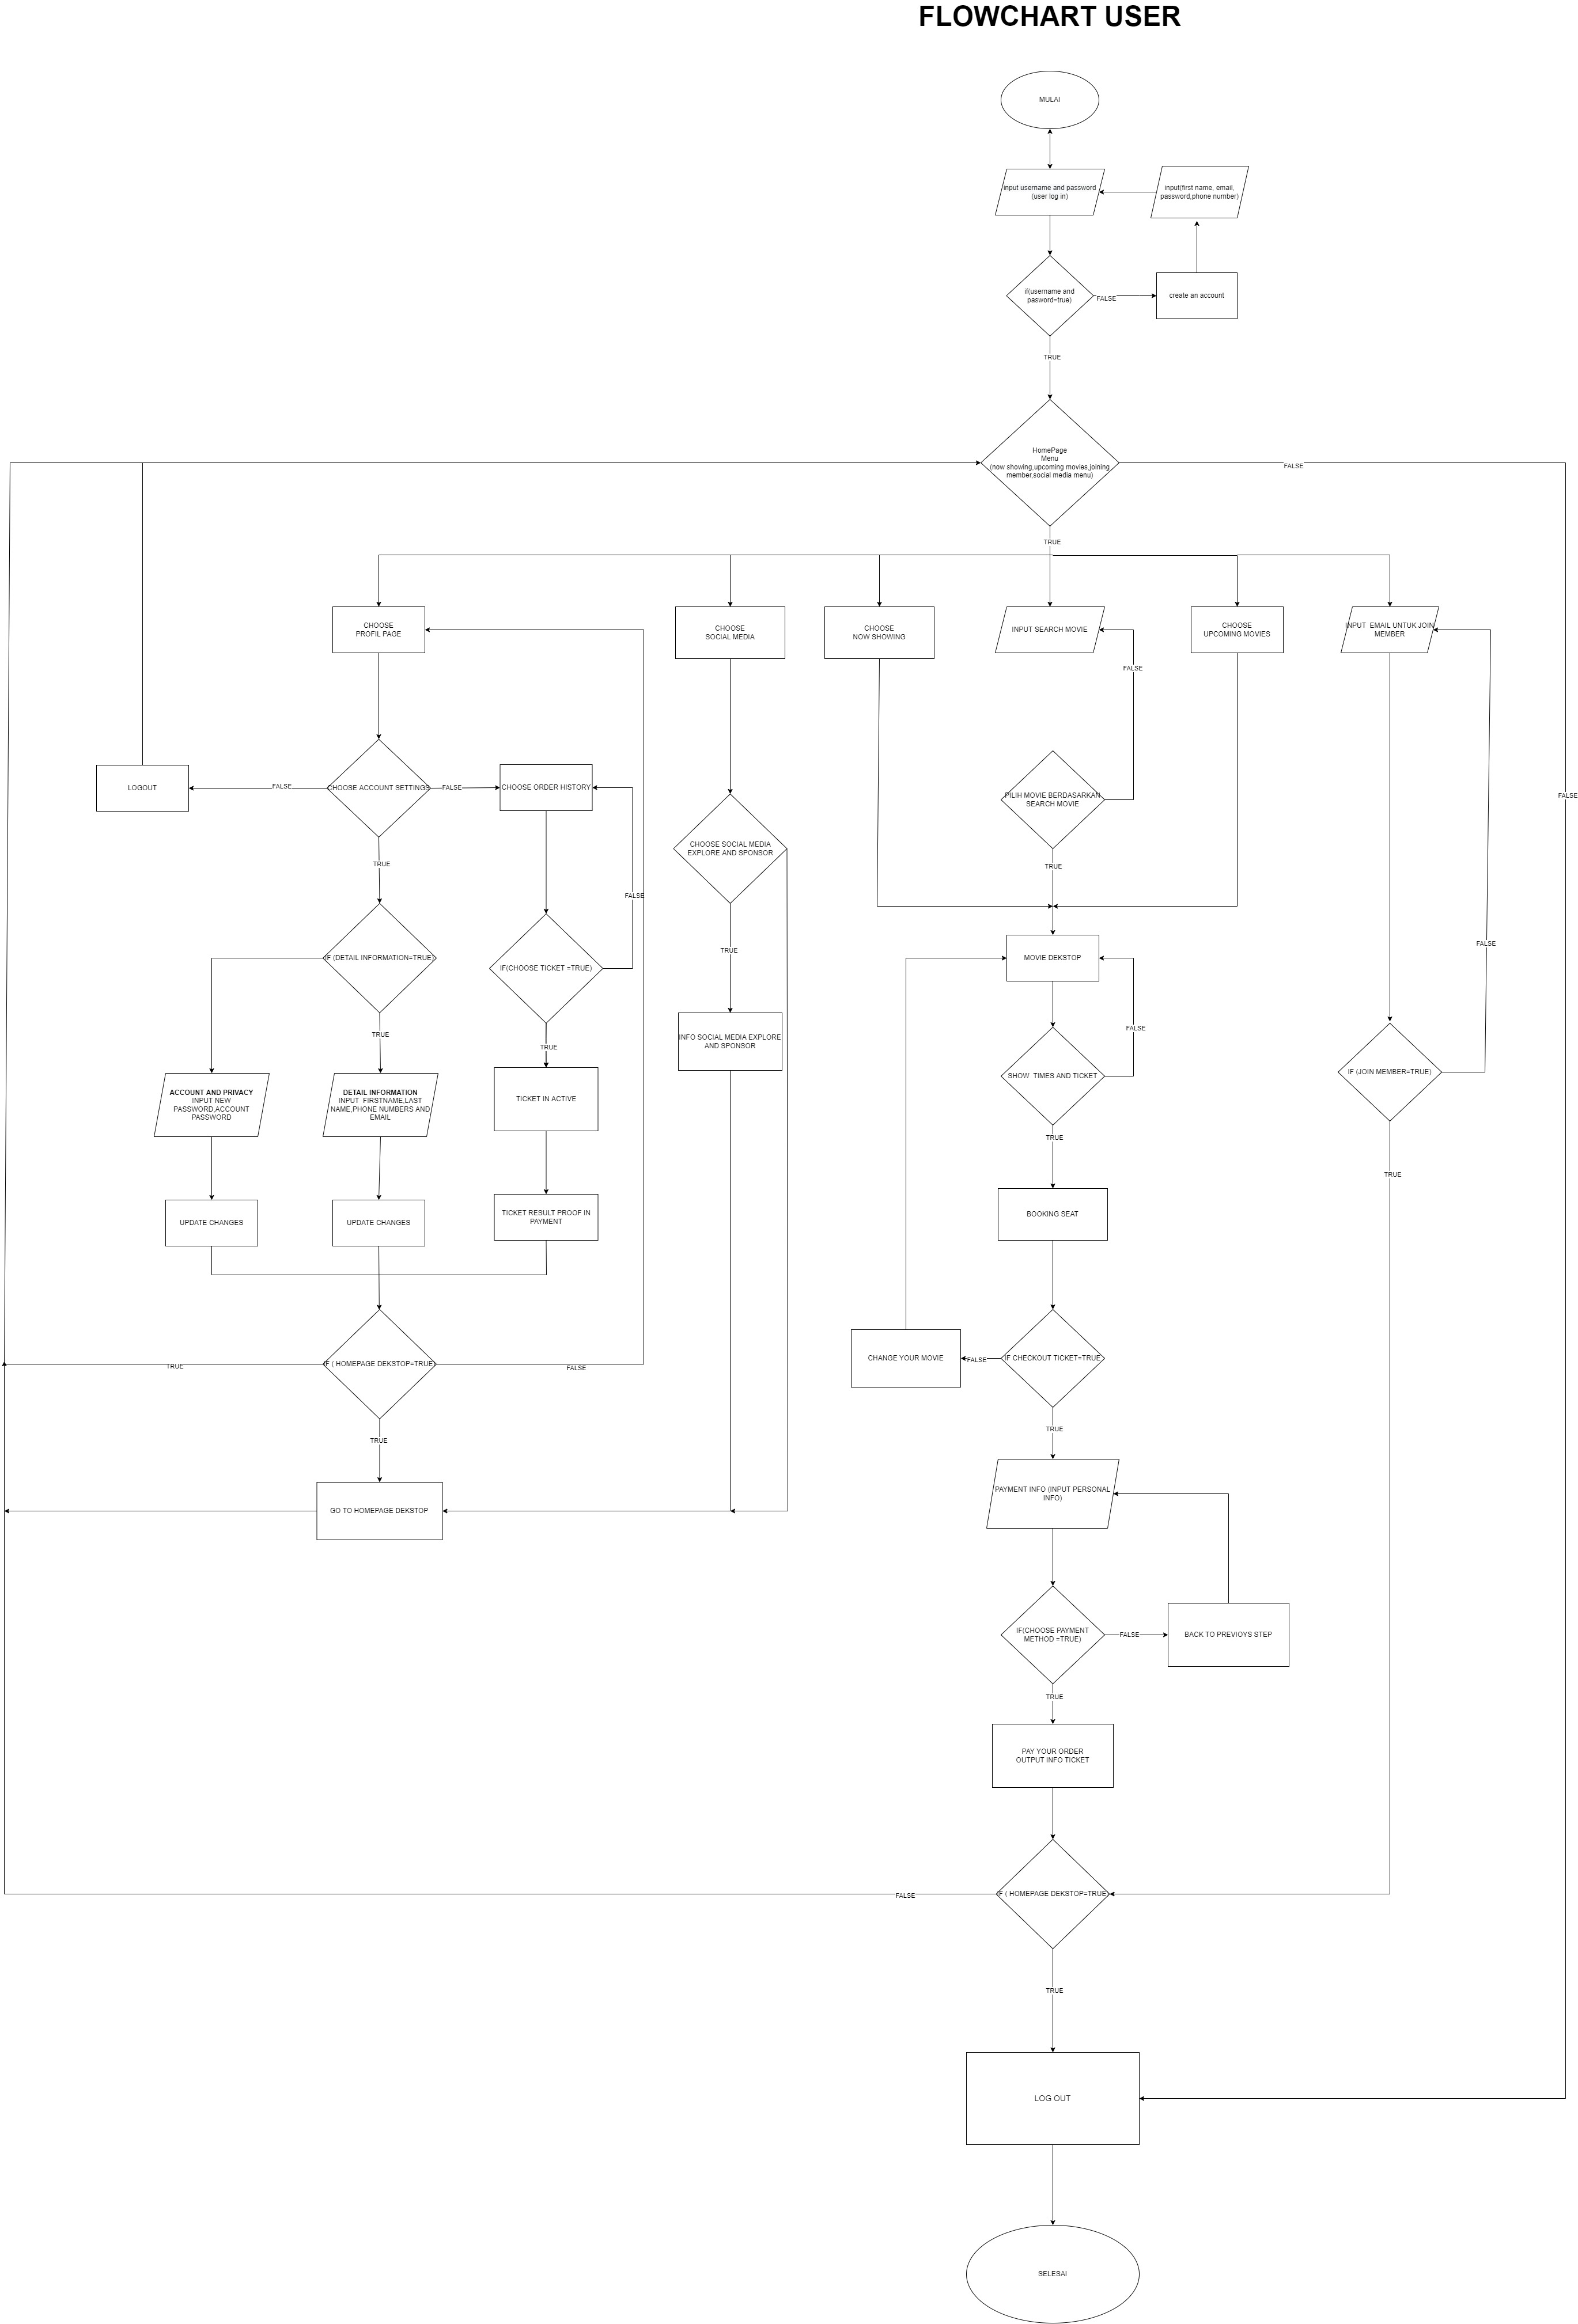 FLOWCHART USER
MULAI
input username and password
(user log in)
input(first name, email,
password,phone number)
if(username and
pasword=true)
FALSE
create an account
TRUE
HomePage
Menu
(now showing,upcoming movies,joining
member,social media menu)
FALSE
TRUE
CHOOSE
PROFIL PAGE
CHOOSE
SOCIAL MEDIA
CHOOSE
NOW SHOWING
INPUT SEARCH MOVIE
CHOOSE
UPCOMING MOVIES
INPUT  EMAIL UNTUK JOIN
MEMBER
FALSE
LOGOUT
FALSE
CHOOSE ACCOUNT SETTINGS
FALSE
CHOOSE ORDER HISTORY
PILIH MOVIE BERDASARKAN
SEARCH MOVIE
FALSE
CHOOSE SOCIAL MEDIA
EXPLORE AND SPONSOR
TRUE
TRUE
FALSE
TRUE
FALSE
IF (DETAIL INFORMATION=TRUE)
IF(CHOOSE TICKET =TRUE)
MOVIE DEKSTOP
TRUE
TRUE
INFO SOCIAL MEDIA EXPLORE
AND SPONSOR
FALSE
SHOW  TIMES AND TICKET
IF (JOIN MEMBER=TRUE)
ACCOUNT AND PRIVACY
INPUT NEW
PASSWORD,ACCOUNT
PASSWORD
DETAIL INFORMATION
INPUT  FIRSTNAME,LAST
NAME,PHONE NUMBERS AND
EMAIL
TICKET IN ACTIVE
TRUE
TRUE
UPDATE CHANGES
UPDATE CHANGES
TICKET RESULT PROOF IN
PAYMENT
BOOKING SEAT
TRUE
IF ( HOMEPAGE DEKSTOP=TRUE)
FALSE
CHANGE YOUR MOVIE
FALSE
IF CHECKOUT TICKET=TRUE
TRUE
TRUE
GO TO HOMEPAGE DEKSTOP
PAYMENT INFO (INPUT PERSONAL
INFO)
IF(CHOOSE PAYMENT
METHOD =TRUE)
FALSE
BACK TO PREVIOYS STEP
TRUE
PAY YOUR ORDER
OUTPUT INFO TICKET
FALSE
IF ( HOMEPAGE DEKSTOP=TRUE
TRUE
LOG OUT
SELESAI